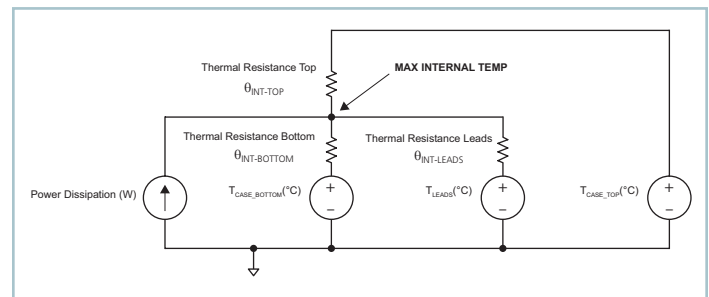 Thermal Resistance Top
θINT-TOP
MAX INTERNAL TEMP
Thermal Resistance Bottom
θINT-BOTTOM
Thermal Resistance Leads
θINT-LEADS
Power Dissipation (W)
TCASE_BOTTOM(°C)
+
–
TLEADS(°C)
+
–
TCASE_TOP(°C)
+
–